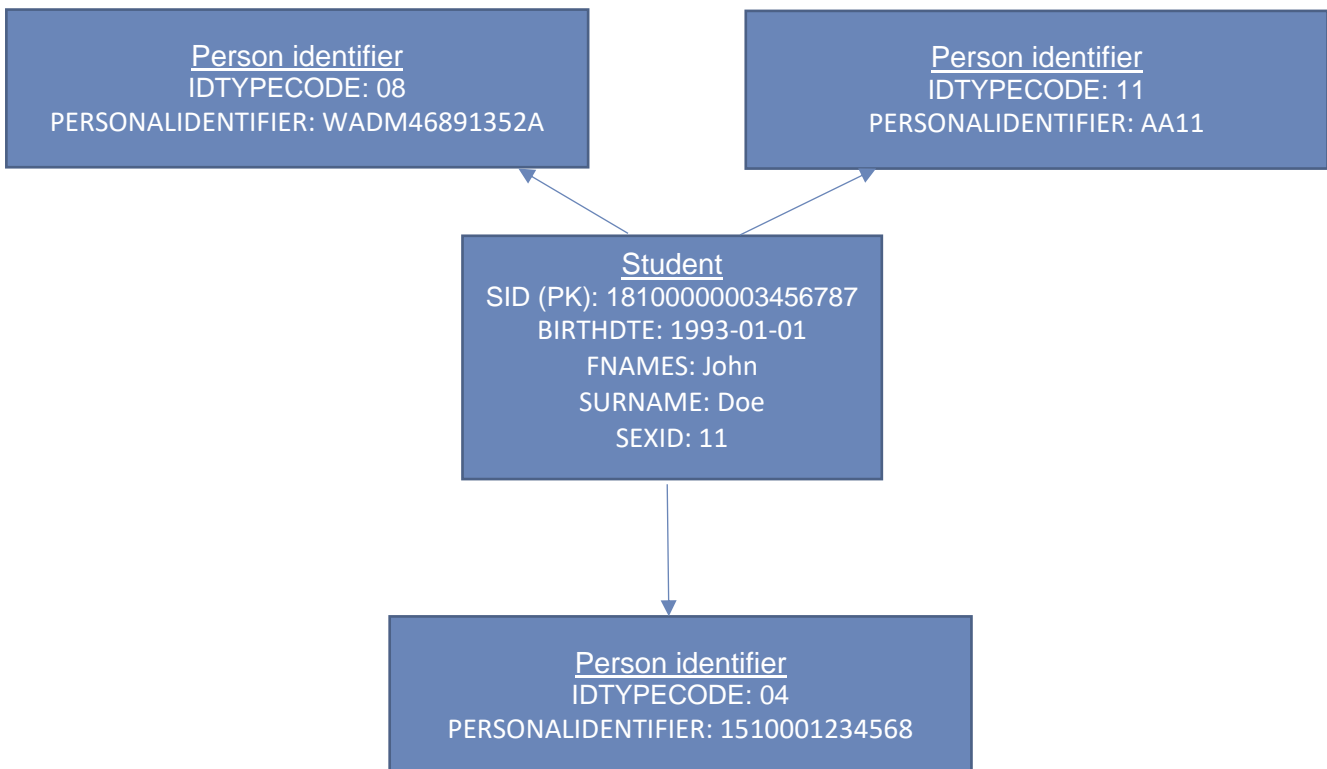 Person identifier
IDTYPECODE: 08
PERSONALIDENTIFIER: WADM46891352A
Person identifier
IDTYPECODE: 11
PERSONALIDENTIFIER: AA11
Student
SID (PK): 18100000003456787
BIRTHDTE: 1993-01-01
FNAMES: John
SURNAME: Doe
SEXID: 11
Person identifier
IDTYPECODE: 04
PERSONALIDENTIFIER: 1510001234568